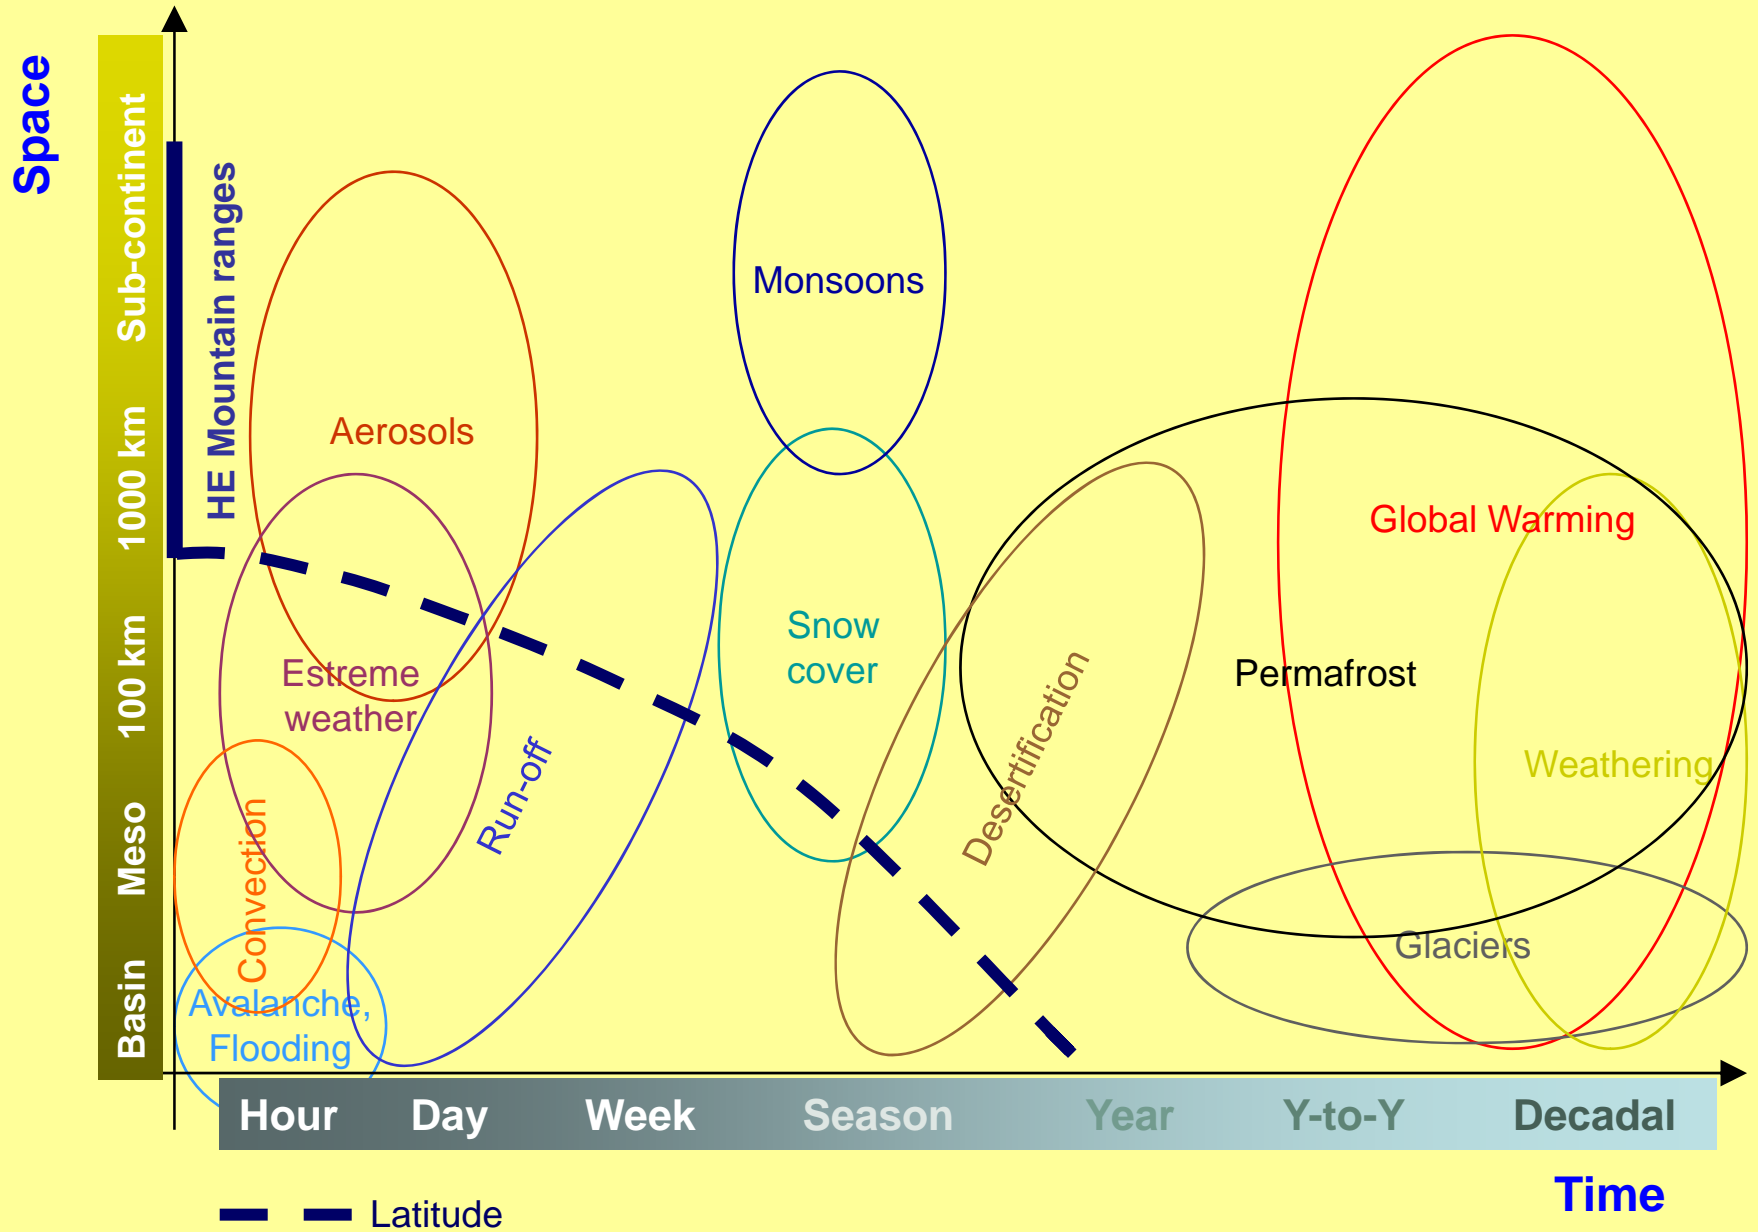 Space
Sub-continent
1000 km
100 km
Meso
Basin
HE Mountain ranges
Monsoons
Aerosols
Global Warming
Snow
cover
Estreme
weather
Permafrost
Run-off
Desertification
Weathering
Convection
Glaciers
Avalanche,
Flooding
Hour Day Week Season Year Y-to-Y Decadal
Time
Latitude